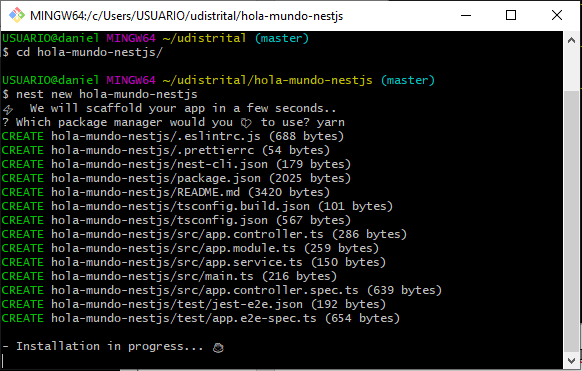 MINGW64:/c/Users/USUARIO/udistrital/hola-mundo-nestjs
USUARIO@daniel MINGW64 ~/udistrital (master)
$ cd hola-mundo-nestjs/
USUARIO@daniel MINGW64 ~/udistrital/hola-mundo-nestjs (master)
$ nest new hola-mundo-nestjs
⚡ We will scaffold your app in a few seconds..
? Which package manager would you 💘 to use? yarn
CREATE hola-mundo-nestjs/.eslintrc.js (688 bytes)
CREATE hola-mundo-nestjs/.prettierrc (54 bytes)
CREATE hola-mundo-nestjs/nest-cli.json (179 bytes)
CREATE hola-mundo-nestjs/package.json (2025 bytes)
CREATE hola-mundo-nestjs/README.md (3420 bytes)
CREATE hola-mundo-nestjs/tsconfig.build.json (101 bytes)
CREATE hola-mundo-nestjs/tsconfig.json (567 bytes)
CREATE hola-mundo-nestjs/src/app.controller.ts (286 bytes)
CREATE hola-mundo-nestjs/src/app.module.ts (259 bytes)
CREATE hola-mundo-nestjs/src/app.service.ts (150 bytes)
CREATE hola-mundo-nestjs/src/main.ts (216 bytes)
CREATE hola-mundo-nestjs/src/app.controller.spec.ts (639 bytes)
CREATE hola-mundo-nestjs/test/jest-e2e.json (192 bytes)
CREATE hola-mundo-nestjs/test/app.e2e-spec.ts (654 bytes)
- Installation in progress... ☕